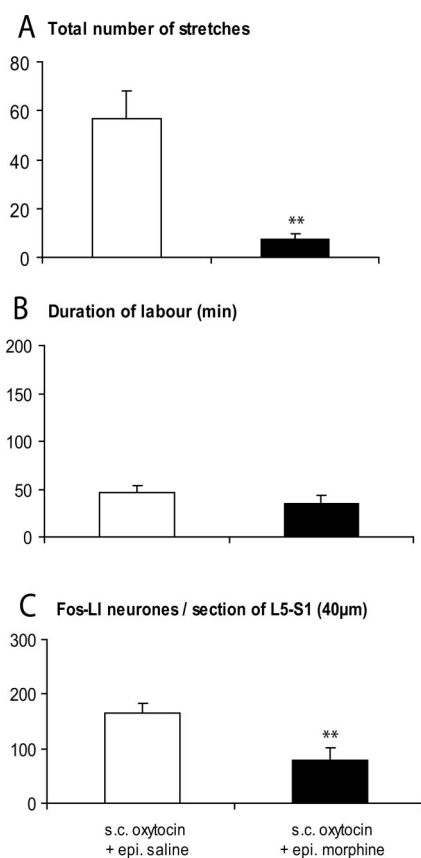 A Total number of stretches
80
60
40
20
0
**
B Duration of labour (min)
200
150
100
50
0
C Fos-LI neurones / section of L5-S1 (40µm)
300
200
100
0
**
s.c. oxytocin
+ epi. saline
s.c. oxytocin
+ epi. morphine